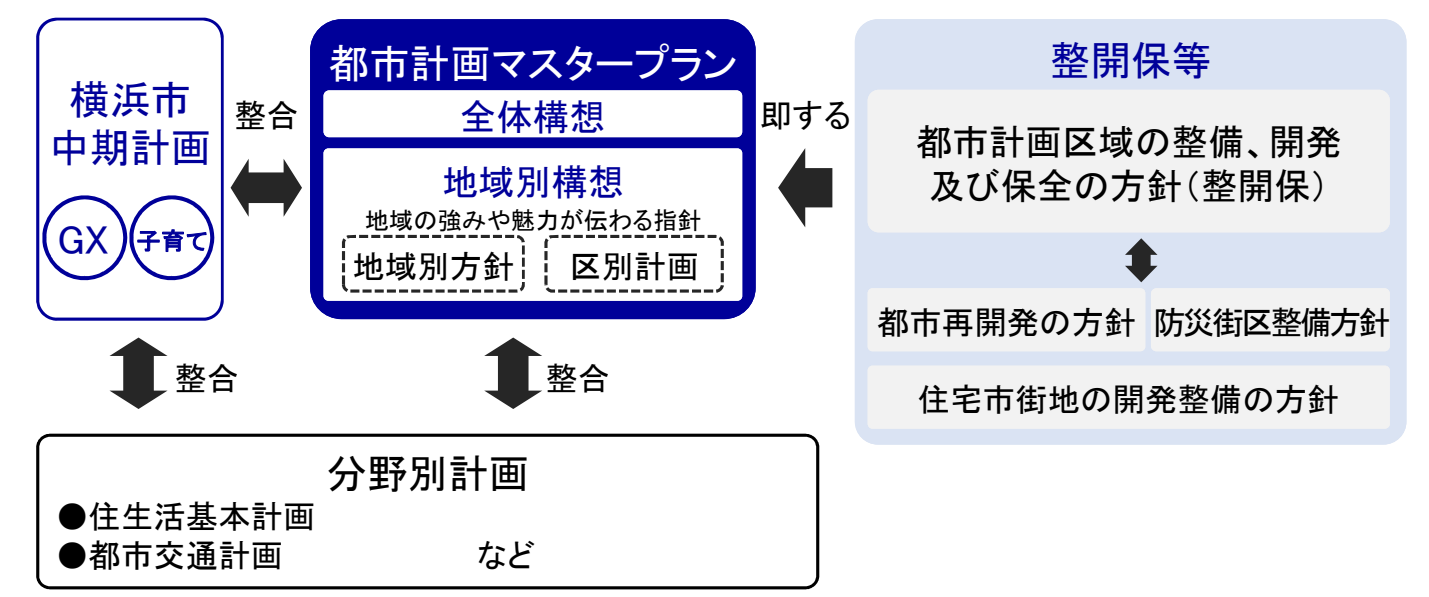 横浜市
中期計画
GX
子育て
整合
都市計画マスタープラン
全体構想
地域別構想
地域の強みや魅力が伝わる指針
地域別方針
区別計画
即する
整開保等
都市計画区域の整備、開発
及び保全の方針（整開保）
都市再開発の方針
防災街区整備方針
住宅市街地の開発整備の方針
整合
整合
分野別計画
●住生活基本計画
●都市交通計画 など